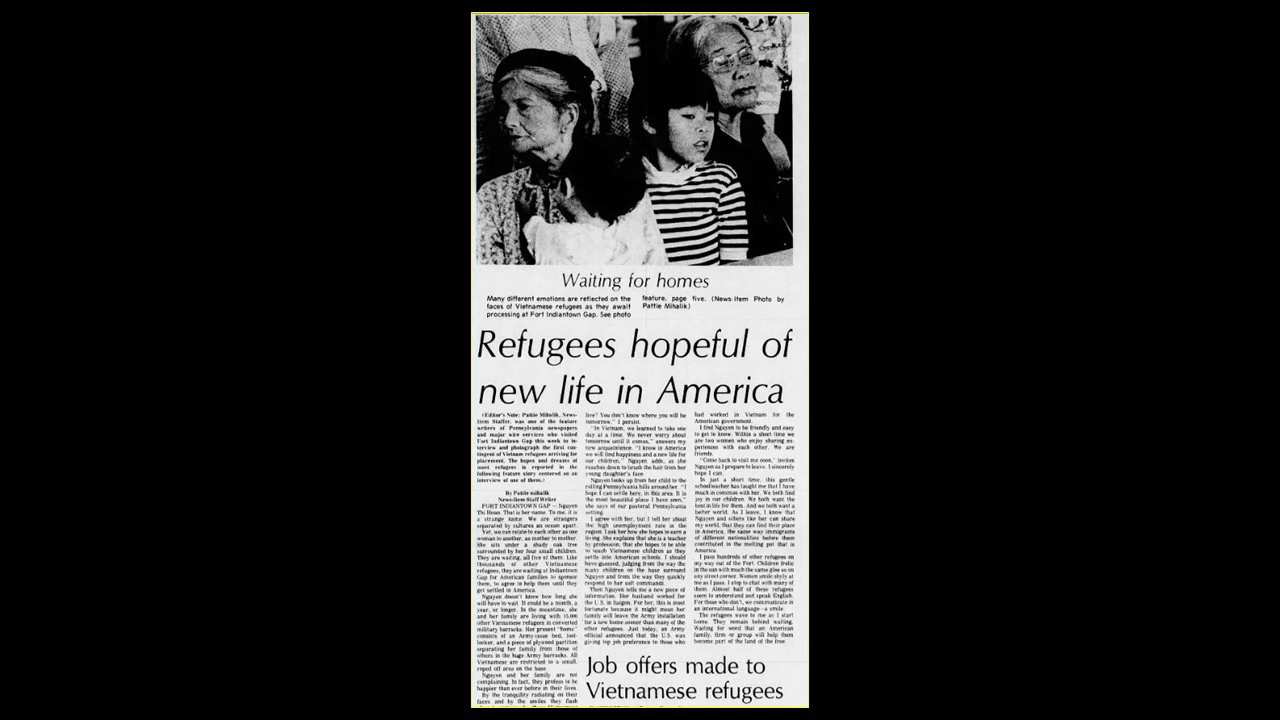 Waiting for homes
Many different emotions are reflected on the
faces of Vietnamese refugees as they await
processing at Fort Indiantown Gap. See photo
feature, page five. (News-Item Photo by
Pattie Mihalik)
Refugees hopeful of
new life in America
(Editor's Note: Pattie Mihalik, News-
Item Staffer, was one of the feature
writers of Pennsylvania newspapers
and major wire services who visited
Fort Indiantown Gap this week to in-
terview and photograph the first con-
tingent of Vietnam refugees arriving for
placement. The hopes and dreams of
most refugees is reported in the
following feature story centered on an
interview of one of them.)
By Pattie mihalik
News-Item Staff Writer
FORT INDIANTOWN GAP — Nguyen
Thi Hoan. That is her name. To me, it is
a strange name. We are strangers
separated by cultures an ocean apart.
Yet, we can relate to each other as one
woman to another, as mother to mother.
She sits under a shady oak tree
surrounded by her four small children.
They are waiting, all five of them. Like
thousands of other Vietnamese
refugees, they are waiting at Indiantown
Gap for American families to sponsor
them, to agree to help them until they
get settled in America.
Nguyen doesn't know how long she
will have to wait. It could be a month, a
year, or longer. In the meantime, she
and her family are living with 15,000
other Vietnamese refugees in converted
military barracks. Her present "home"
consists of an Army-issue bed, foot-
locker, and a piece of plywood partition
separating her family from those of
others in the huge Army barracks. All
Vietnamese are restricted to a small,
roped off area on the base.
Nguyen and her family are not
complaining. In fact, they profess to be
happier than ever before in their lives.
By the tranquility radiating on their
faces and by the smiles they flash
live? You don't know where you will be
tomorrow," I persist.
"In Vietnam, we learned to take one
day at a time. We never worry about
tomorrow until it comes," answers my
new acquaintence. "I know in America
we will find happiness and a new life for
our children," Nguyen adds, as she
reaches down to brush the hair from her
young daughter's face.
Nguyen looks up from her child to the
rolling Pennsylvania hills around her "I
hope I can settle here, in this area. It is
the most beautiful place I have seen,"
she says of our pastoral Pennsylvania
setting.
I agree with her, but I tell her about
the high unemployment rate in the
region. I ask her how she hopes to earn a
living. She explains that she is a teacher
by profession, that she hopes to be able
to teach Vietnamese children as they
settle into American schools. I should
have guessed, judging from the way the
many children on the base surround
Nguyen and from the way they quickly
respond to her soft commands.
Then Nguyen tells me a new piece of
information. Her husband worked for
the U.S. in Saigon. For her, this is most
fortunate because it might mean her
family will leave the Army installation
for a new home sooner than many of the
other refugees. Just today, an Army
official announced that the U.S. was
giving top job preference to those who
had worked in Vietnam for the
American government.
I find Nguyen to be friendly and easy
to get to know. Within a short time we
are two women who enjoy sharing ex-
periences with each other. We are
friends.
"Come back to visit me soon," invites
Nguyen as I prepare to leave. I sincerely
hope I can.
In just a short time, this gentle
schoolteacher has taught me that I have
much in common with her. We both find
joy in our children. We both want the
best in life for them. And we both want a
better world. As I leave, I know that
Nguyen and others like her can share
my world, that they can find their place
in America, the same way immigrants
of different nationalities before them
contributed in the melting pot that is
America.
I pass hundreds of other refugees on
my way out of the Fort. Children frolic
in the sun with much the same glee as on
any street corner. Women smile shyly at
me as I pass. I stop to chat with many of
them. Almost half of these refugees
seem to understand and speak English.
For those who don't, we communicate in
an international language—a smile.
The refugees wave to me as I start
home. They remain behind waiting.
Waiting for word that an American
family, firm or group will help them
become part of the land of the free.
Job offers made to
Vietnamese refugees